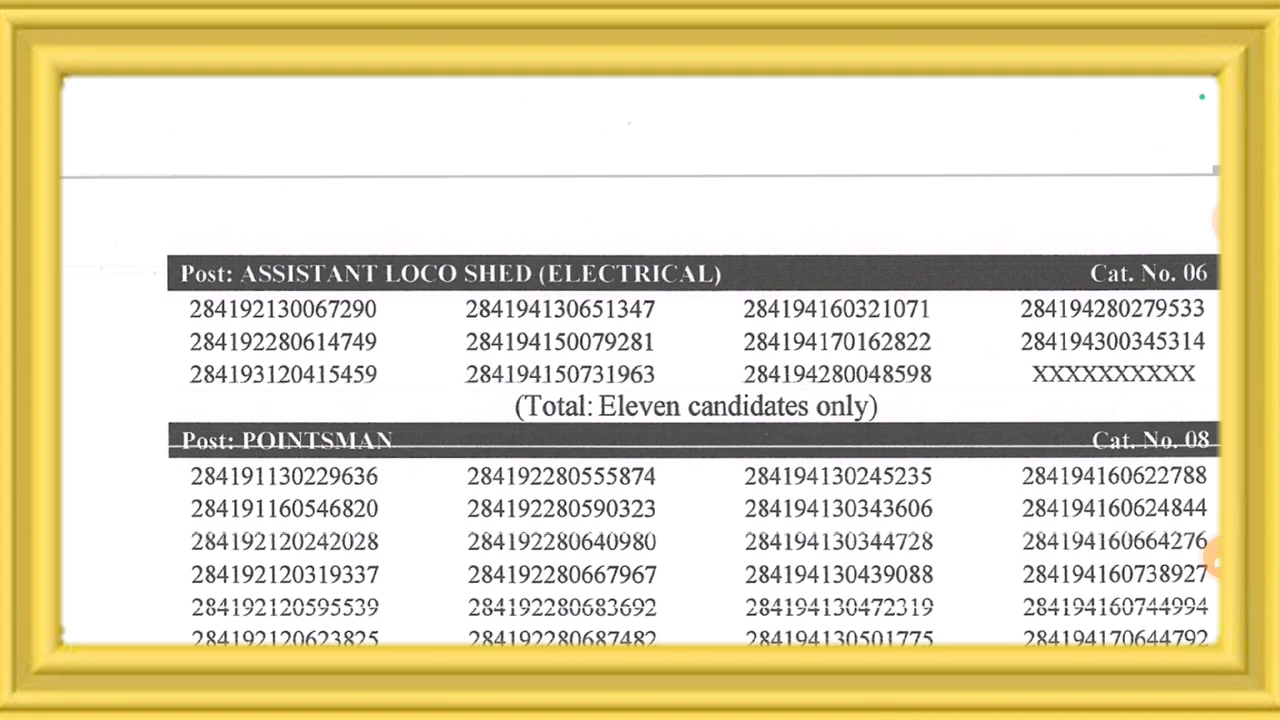 Post: ASSISTANT LOCO SHED (ELECTRICAL) Cat. No. 06
284192130067290 284194130651347 284194160321071 284194280279533
284192280614749 284194150079281 284194170162822 284194300345314
284193120415459 284194150731963 284194280048598 XXXXXXXXXX
(Total: Eleven candidates only)
Post: POINTSMAN Cat. No. 08
284191130229636 284192280555874 284194130245235 284194160622788
284191160546820 284192280590323 284194130343606 284194160624844
284192120242028 284192280640980 284194130344728 284194160664276
284192120319337 284192280667967 284194130439088 284194160738927
284192120595539 284192280683692 284194130472319 284194160744994
284192120623825 284192280687482 284194130501775 284194170644792